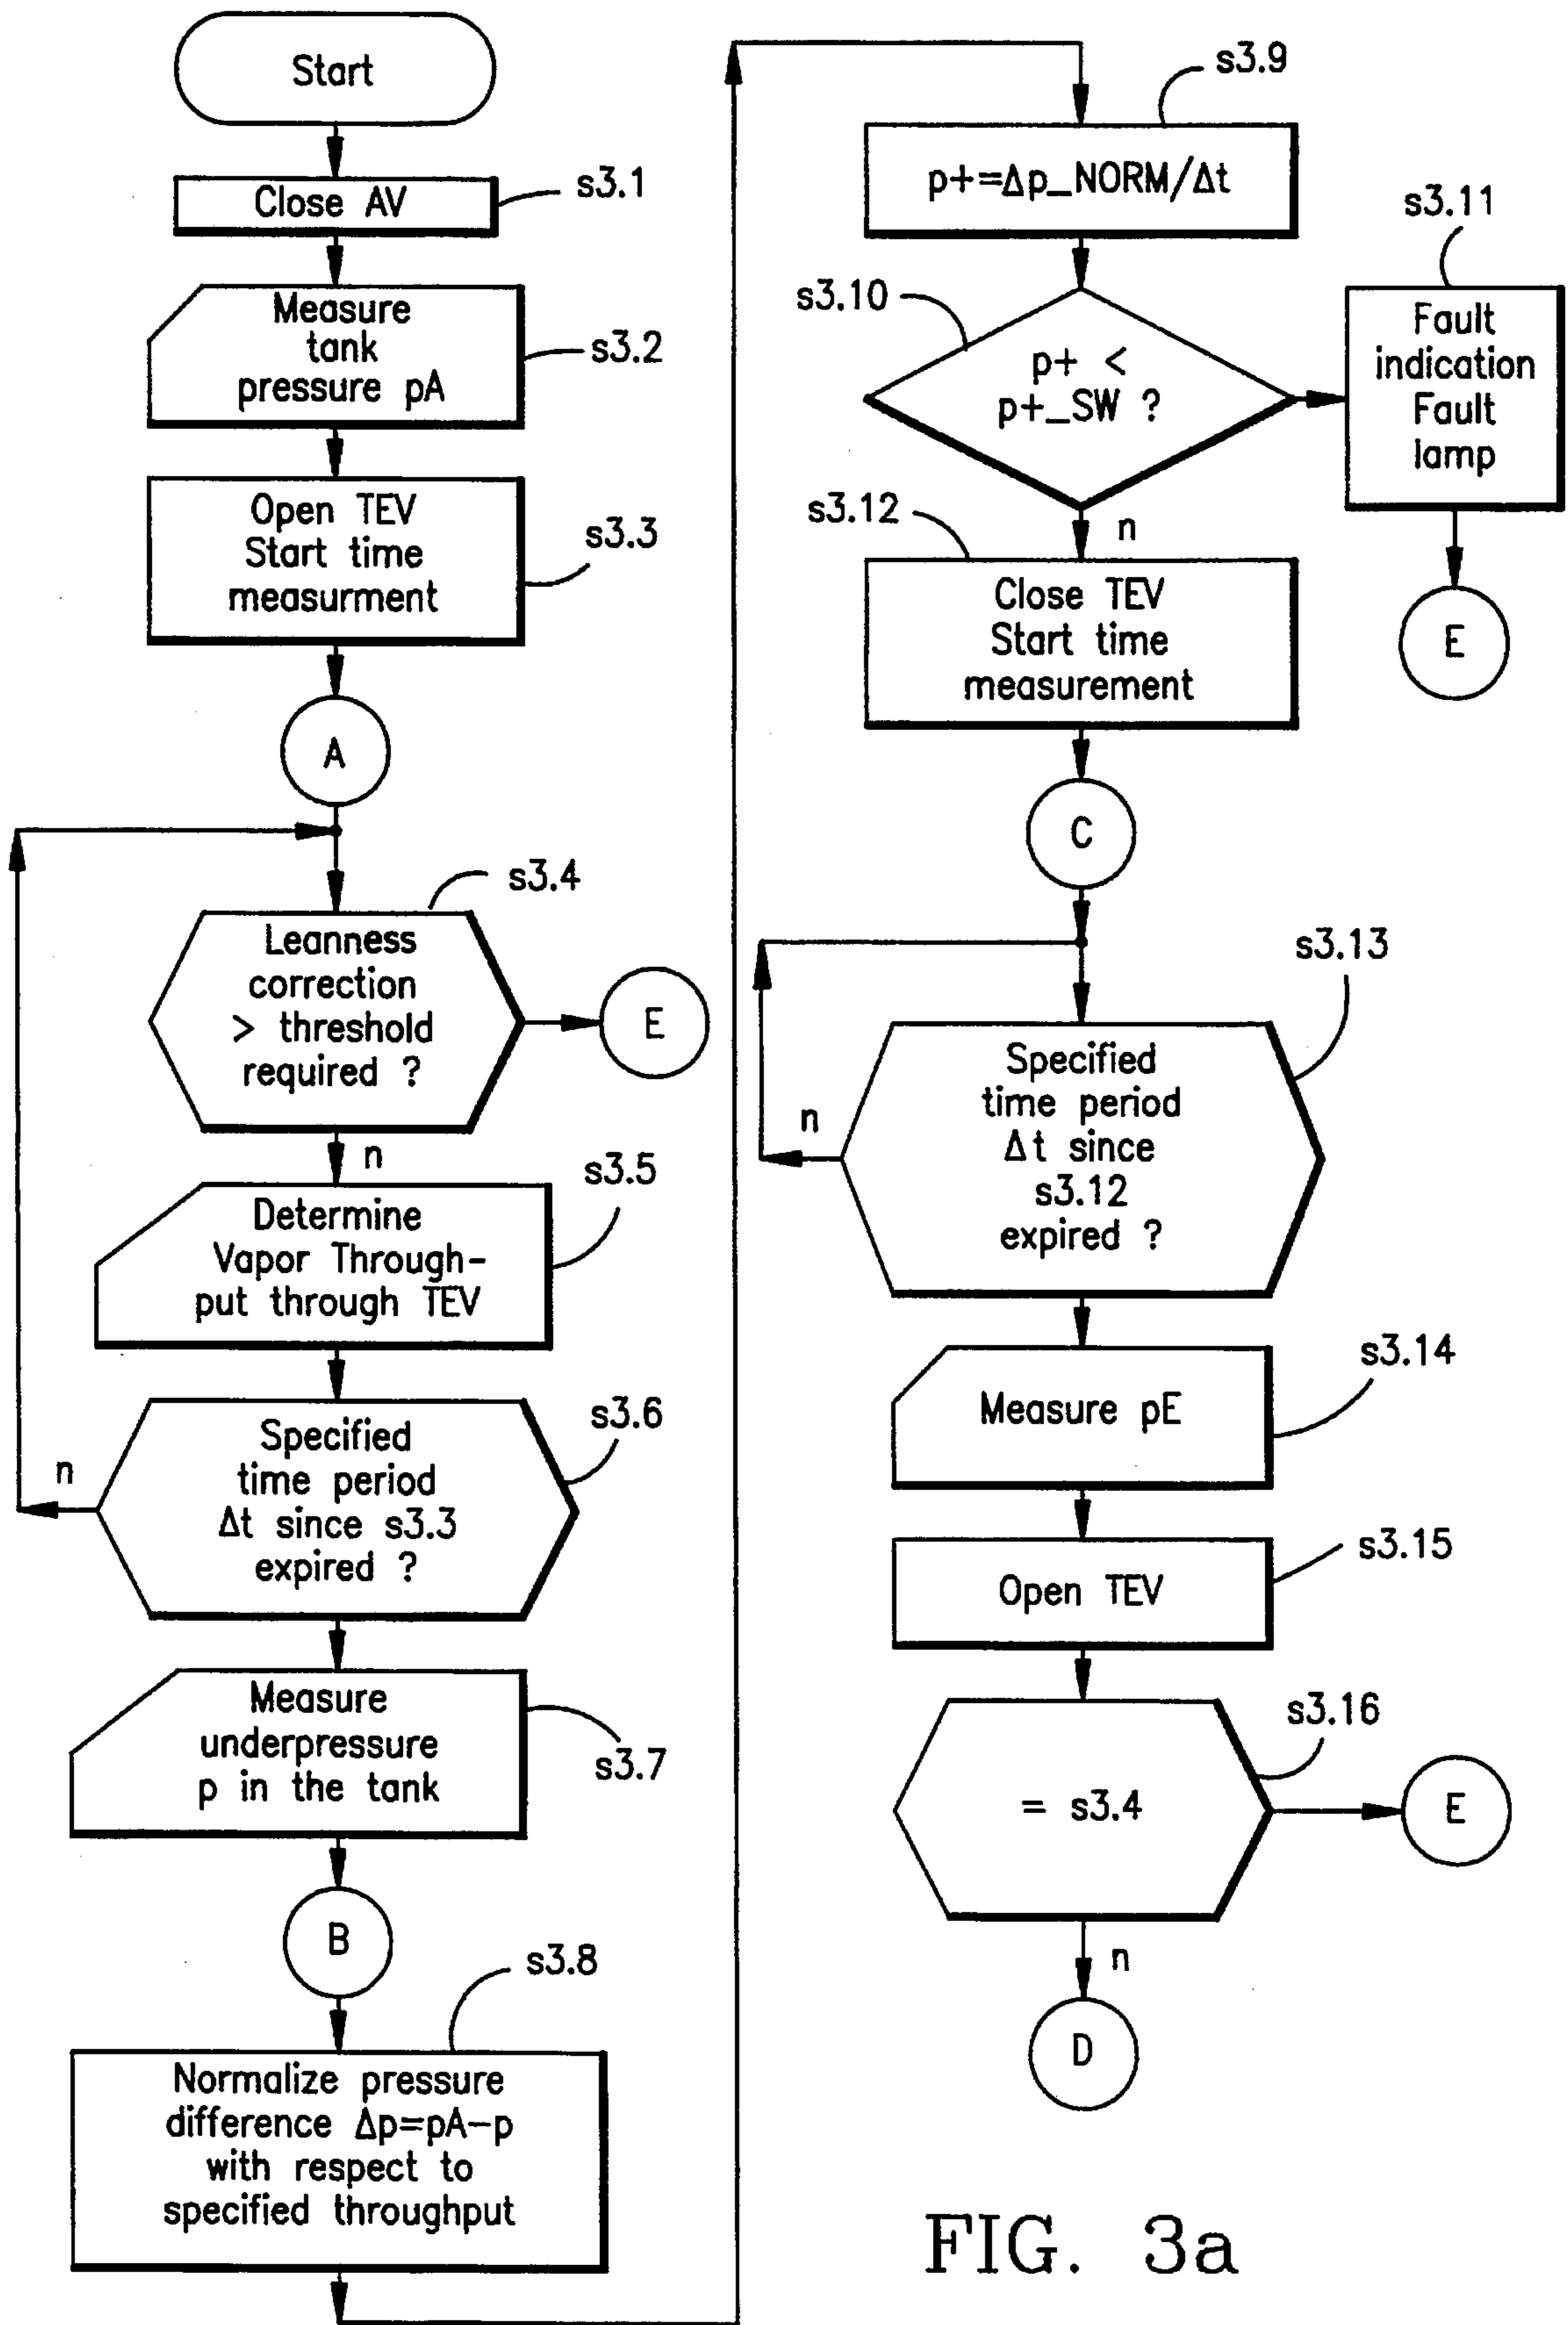 Start
Close AV
s3.1
Measure
tank
pressure pA
s3.2
Open TEV
Start time
measurment
s3.3
A
s3.4
Leanness
correction
> threshold
required ?
E
n
s3.5
Determine
Vapor Through-
put through TEV
s3.6
Specified
time period
Δt since s3.3
expired ?
n
Measure
underpressure
p in the tank
s3.7
B
s3.8
Normalize pressure
difference Δp=pA-p
with respect to
specified throughput
s3.9
p+=Δp_NORM/Δt
s3.10
p+ <
p+_SW ?
s3.11
Fault
indication
Fault
lamp
E
n
s3.12
Close TEV
Start time
measurement
C
s3.13
Specified
time period
Δt since
s3.12
expired ?
n
s3.14
Measure pE
s3.15
Open TEV
s3.16
= s3.4
E
n
D
FIG. 3a